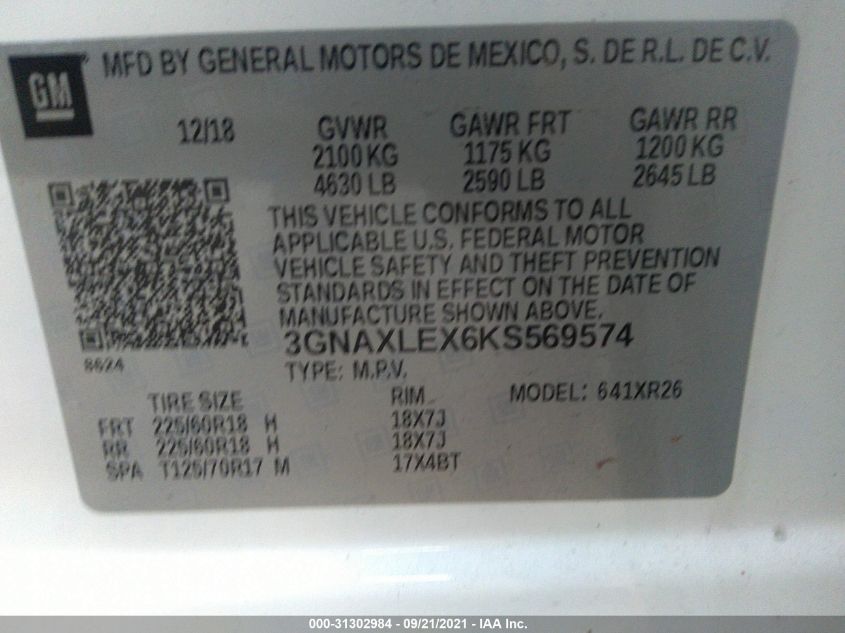 GM
MFD BY GENERAL MOTORS DE MEXICO, S. DE R.L. DE C.V.
12/18 GVWR GAWR FRT GAWR RR
2100 KG 1175 KG 1200 KG
4630 LB 2590 LB 2645 LB
THIS VEHICLE CONFORMS TO ALL
APPLICABLE U.S. FEDERAL MOTOR
VEHICLE SAFETY AND THEFT PREVENTION
STANDARDS IN EFFECT ON THE DATE OF
MANUFACTURE SHOWN ABOVE.
3GNAXLEX6KS569574
8624
TYPE: M.P.V.
TIRE SIZE RIM MODEL: 641XR26
FRT 225/60R18 H 18X7J
RR 225/60R18 H 18X7J
SPA T125/70R17 M 17X4BT
000-31302984 - 09/21/2021 - IAA Inc.